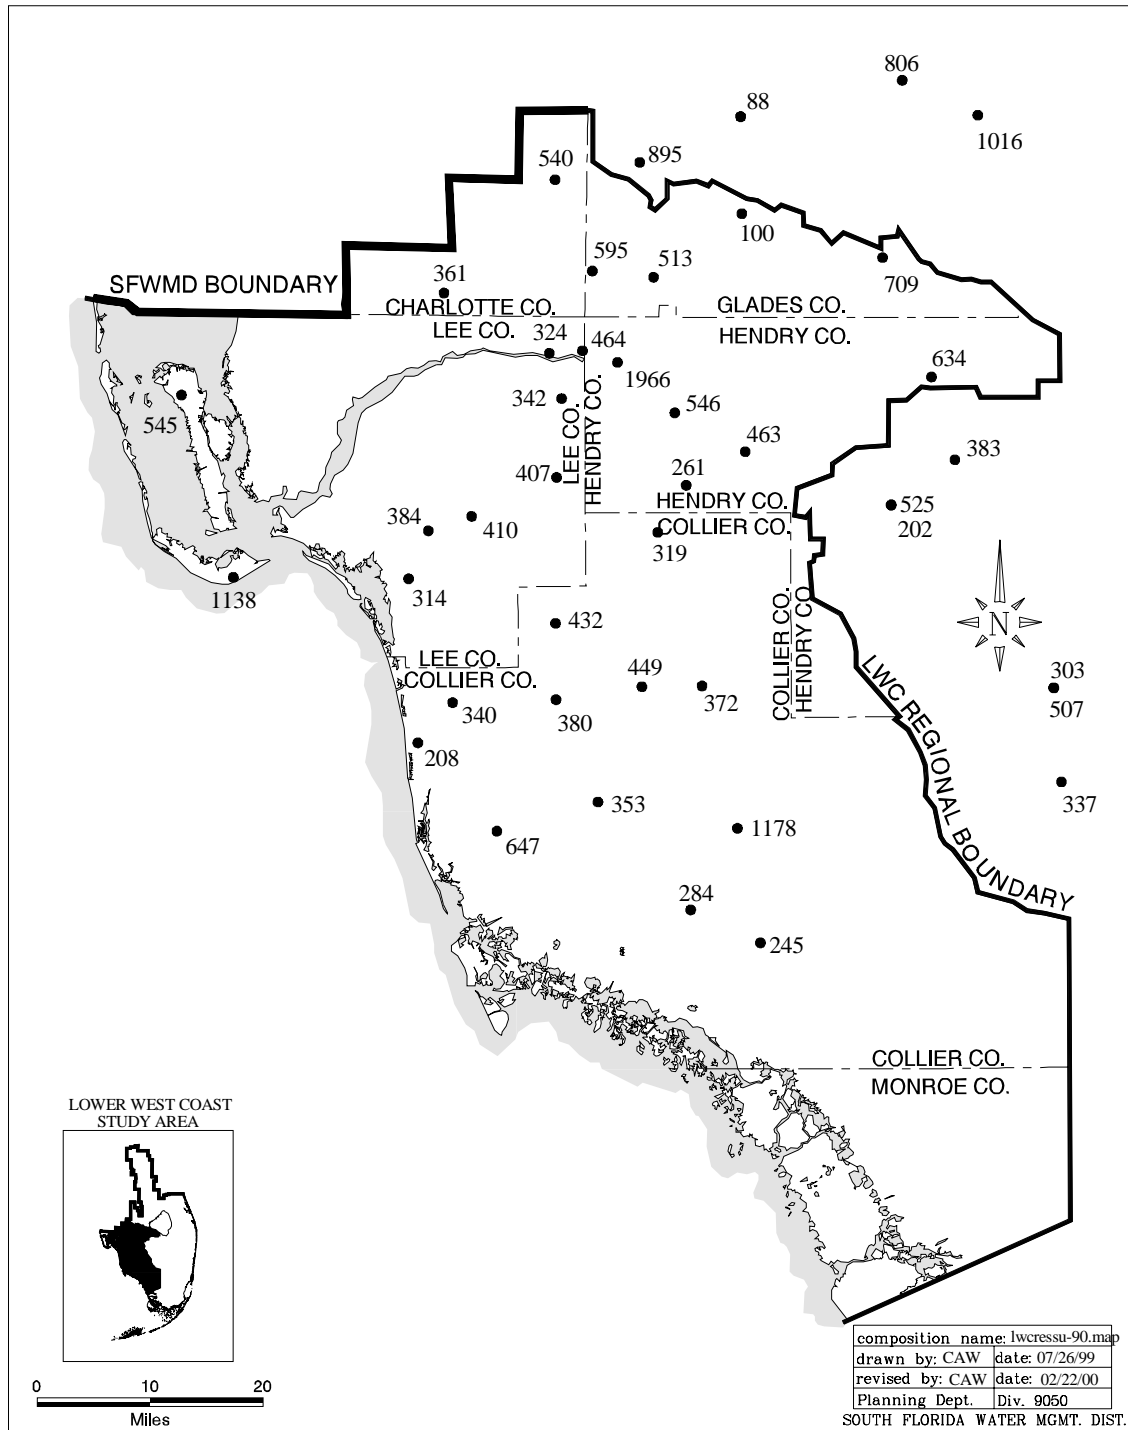 806
88
1016
895
540
100
595
513
709
361
SFWMD BOUNDARY
CHARLOTTE CO.
GLADES CO.
LEE CO.
HENDRY CO.
324
464
1966
634
342
546
545
LEE CO.
HENDRY CO.
463
383
407
261
HENDRY CO.
525
384
410
COLLIER CO.
202
319
1138
314
432
COLLIER CO.
HENDRY CO.
N
LEE CO.
COLLIER CO.
449
372
LWC REGIONAL BOUNDARY
303
507
340
380
208
337
353
1178
647
284
245
COLLIER CO.
MONROE CO.
LOWER WEST COAST
STUDY AREA
0 10 20
Miles
composition name: lwcressu-90.map
drawn by: CAW date: 07/26/99
revised by: CAW date: 02/22/00
Planning Dept. Div. 9050
SOUTH FLORIDA WATER MGMT. DIST.